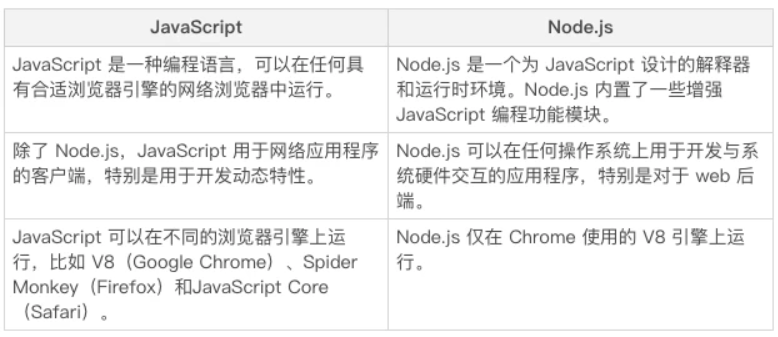 JavaScript
Node.js
JavaScript 是一种编程语言，可以在任何具
有合适浏览器引擎的网络浏览器中运行。
Node.js 是一个为 JavaScript 设计的解释器
和运行时环境。Node.js 内置了一些增强
JavaScript 编程功能模块。
除了 Node.js，JavaScript 用于网络应用程序
的客户端，特别是用于开发动态特性。
Node.js 可以在任何操作系统上用于开发与系
统硬件交互的应用程序，特别是对于 web 后
端。
JavaScript 可以在不同的浏览器引擎上运
行，比如 V8（Google Chrome）、Spider
Monkey（Firefox）和JavaScript Core
（Safari）。
Node.js 仅在 Chrome 使用的 V8 引擎上运
行。